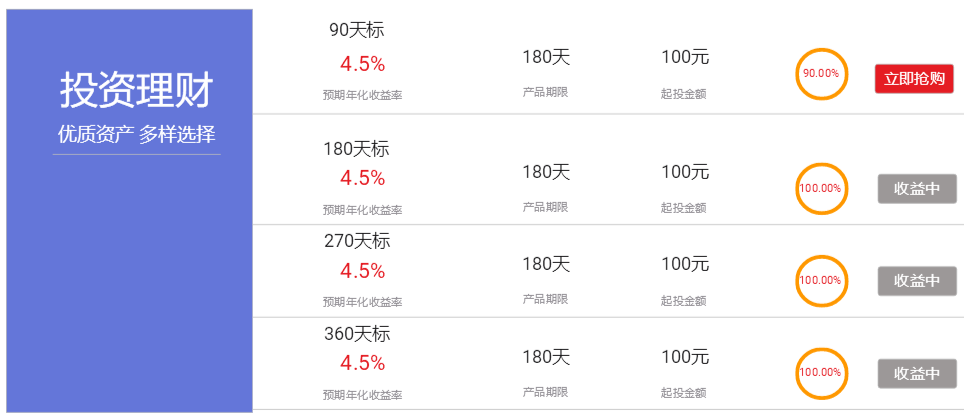 投资理财
优质资产 多样选择
90天标
4.5%
预期年化收益率
180天
产品期限
100元
起投金额
90.00%
立即抢购
180天标
4.5%
预期年化收益率
180天
产品期限
100元
起投金额
100.00%
收益中
270天标
4.5%
预期年化收益率
180天
产品期限
100元
起投金额
100.00%
收益中
360天标
4.5%
预期年化收益率
180天
产品期限
100元
起投金额
100.00%
收益中